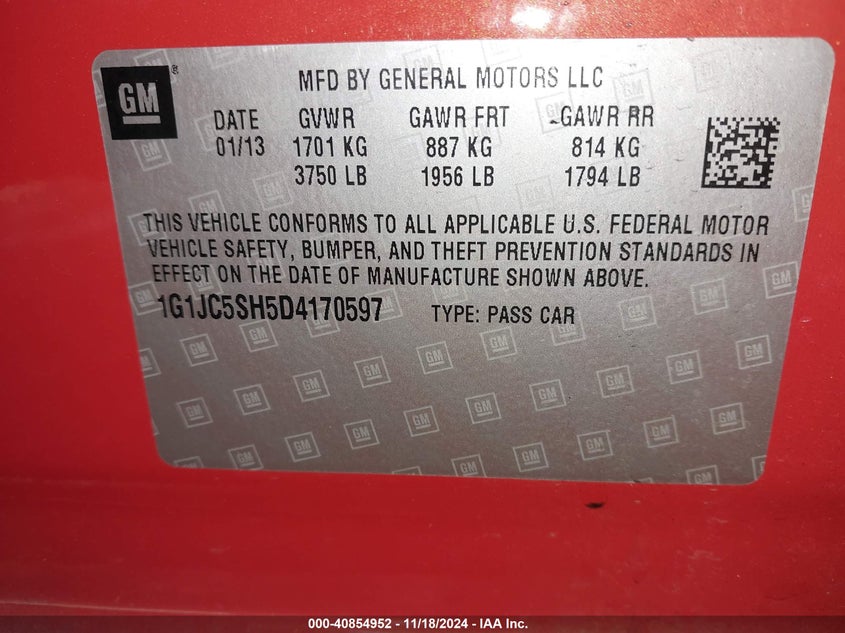 GM®
MFD BY GENERAL MOTORS LLC
DATE GVWR GAWR FRT GAWR RR
01/13 1701 KG 887 KG 814 KG
3750 LB 1956 LB 1794 LB
THIS VEHICLE CONFORMS TO ALL APPLICABLE U.S. FEDERAL MOTOR
VEHICLE SAFETY, BUMPER, AND THEFT PREVENTION STANDARDS IN
EFFECT ON THE DATE OF MANUFACTURE SHOWN ABOVE.
1G1JC5SH5D4170597 TYPE: PASS CAR
000-40854952 - 11/18/2024 - IAA Inc.